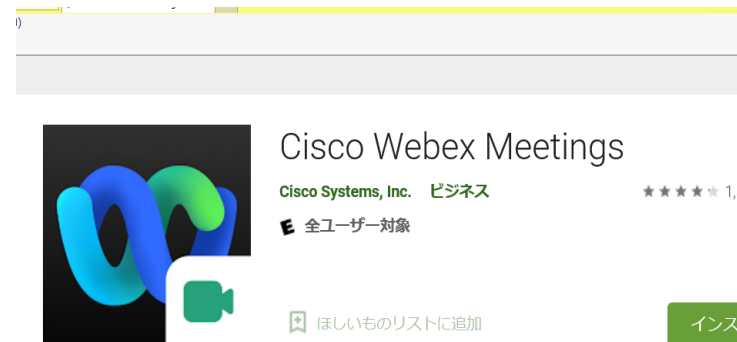 Cisco Webex Meetings
Cisco Systems, Inc. ビジネス 1,
E 全ユーザー対象
ほしいものリストに追加 インス